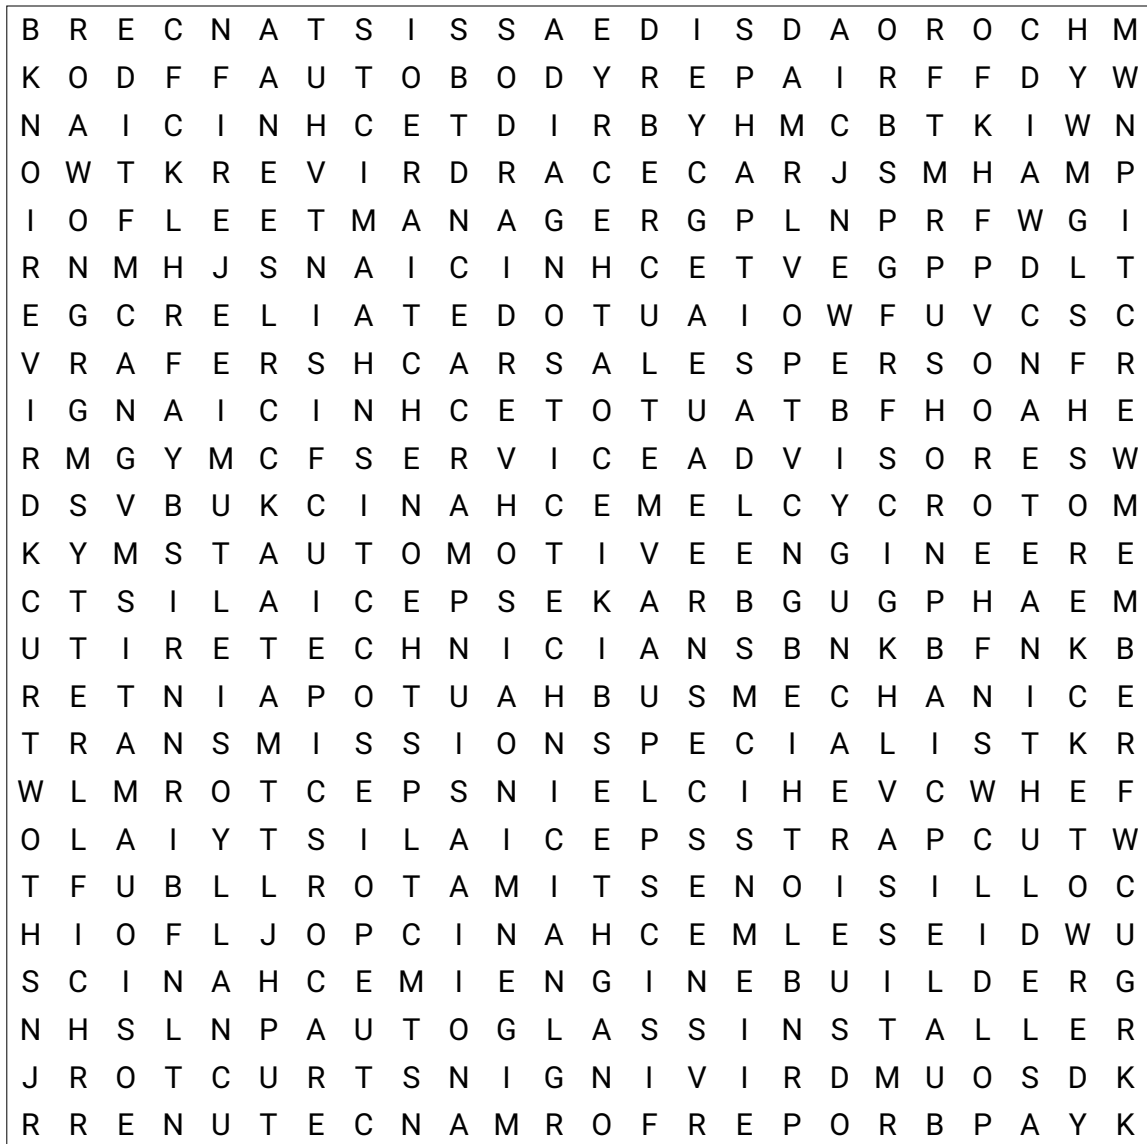 B R E C N A T S I S S A E D I S D A O R O C H M
K O D F F A U T O B O D Y R E P A I R F F D Y W
N A I C I N H C E T D I R B Y H M C B T K I W N
O W T K R E V I R D R A C E C A R J S M H A M P
I O F L E E T M A N A G E R G P L N P R F W G I
R N M H J S N A I C I N H C E T V E G P P D L T
E G C R E L I A T E D O T U A I O W F U V C S C
V R A F E R S H C A R S A L E S P E R S O N F R
I G N A I C I N H C E T O T U A T B F H O A H E
R M G Y M C F S E R V I C E A D V I S O R E S W
D S V B U K C I N A H C E M E L C Y C R O T O M
K Y M S T A U T O M O T I V E E N G I N E E R E
C T S I L A I C E P S E K A R B G U G P H A E M
U T I R E T E C H N I C I A N S B N K B F N K B
R E T N I A P O T U A H B U S M E C H A N I C E
T R A N S M I S S I O N S P E C I A L I S T K R
W L M R O T C E P S N I E L C I H E V C W H E F
O L A I Y T S I L A I C E P S S T R A P C U T W
T F U B L L R O T A M I T S E N O I S I L L O C
H I O F L J O P C I N A H C E M L E S E I D W U
S C I N A H C E M I E N G I N E B U I L D E R G
N H S L N P A U T O G L A S S I N S T A L L E R
J R O T C U R T S N I G N I V I R D M U O S D K
R R E N U T E C N A M R O F R E P O R B P A Y K